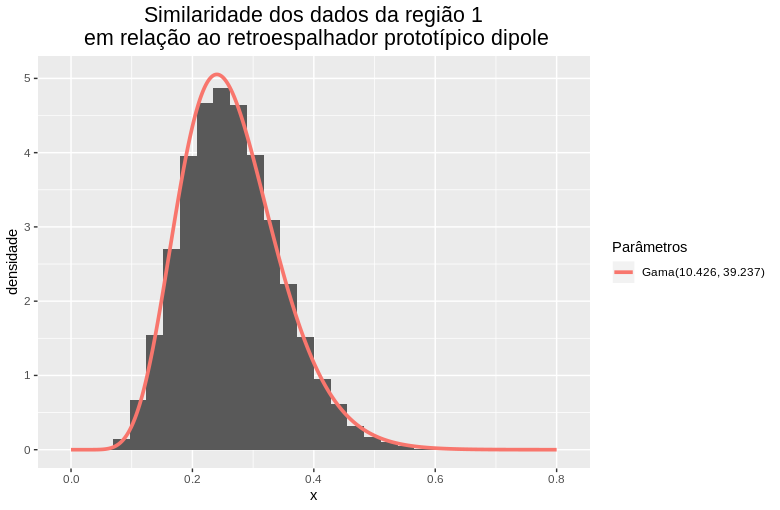 Similaridade dos dados da região 1
em relação ao retroespalhador prototípico dipole
densidade
5
4
3
2
1
0
0.0
0.2
0.4
0.6
0.8
x
Parâmetros
Gama(10.426, 39.237)